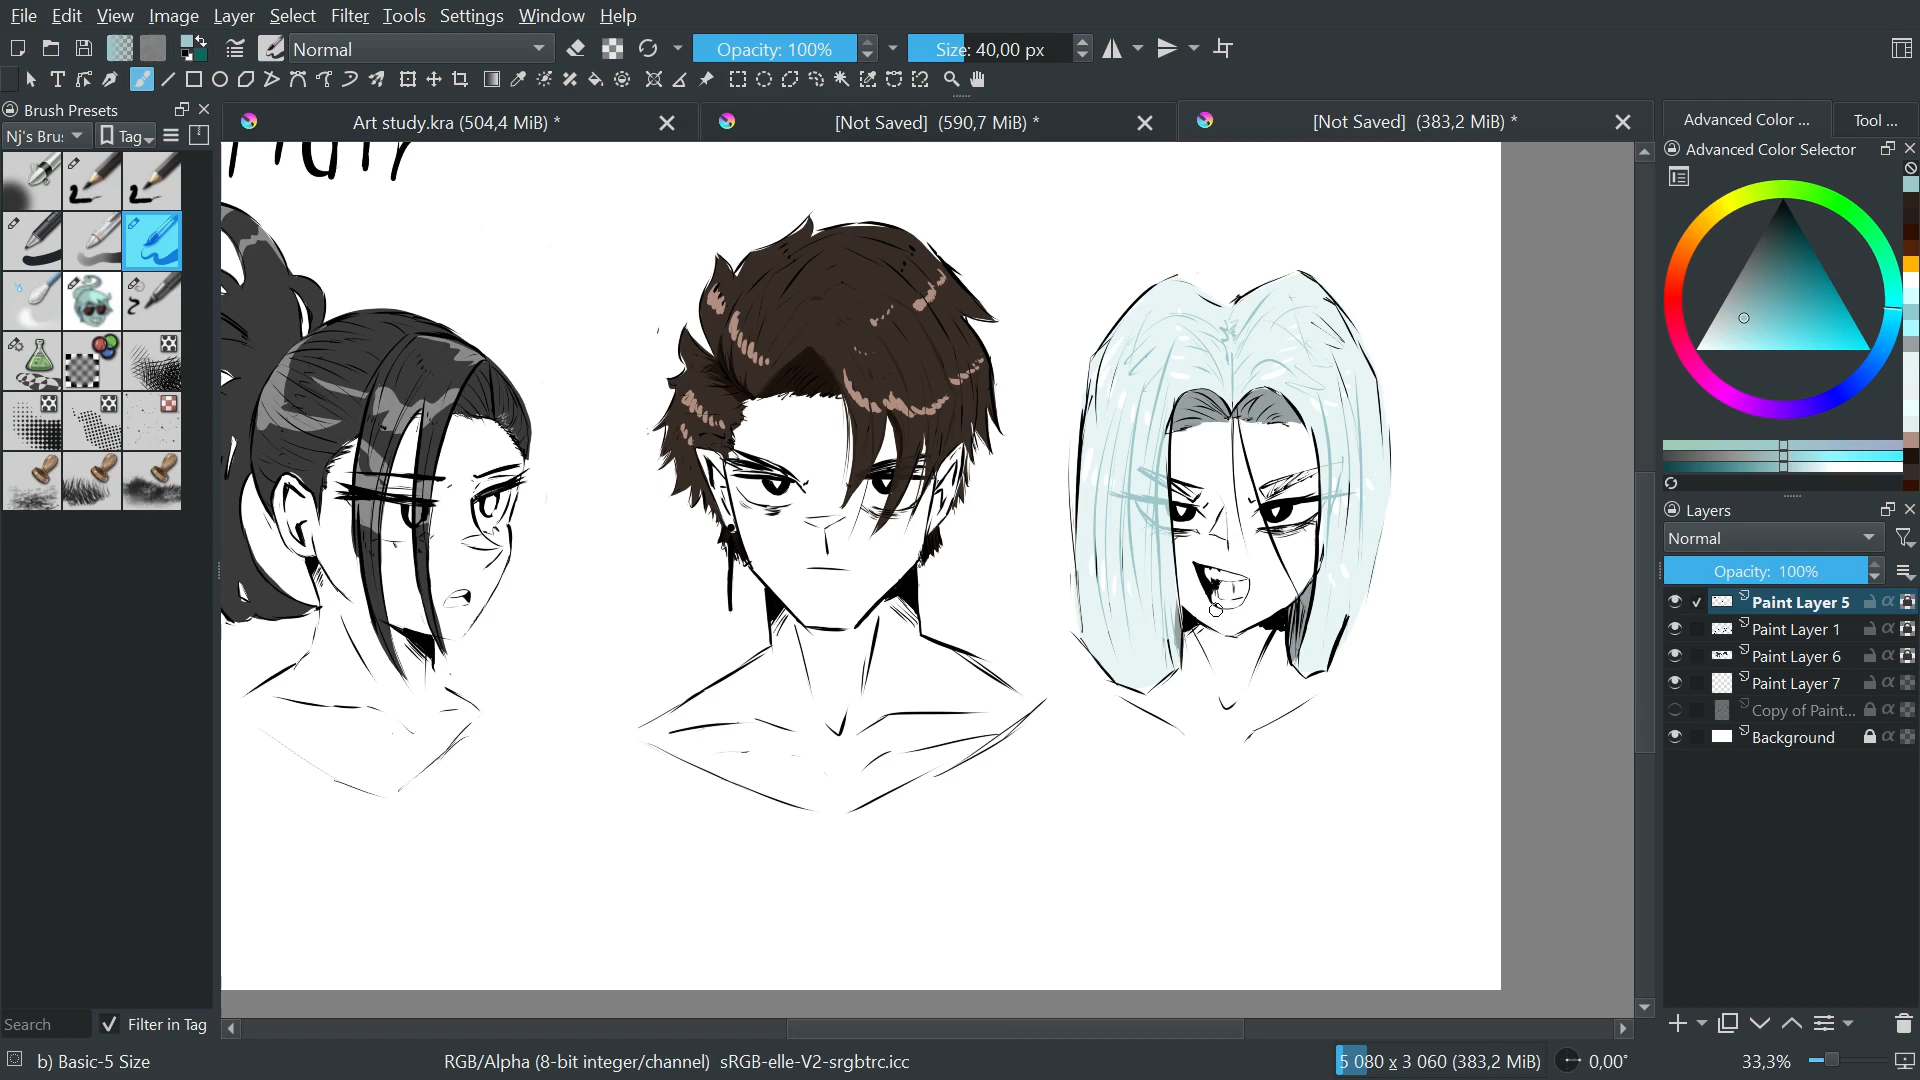 File Edit View Image Layer Select Filter Tools Settings Window Help
Normal Opacity: 100% Size: 40,00 px
Brush Presets
Nj's Bru: Tag
Art study.kra (504,4 MiB) *
[Not Saved] (590,7 MiB) *
[Not Saved] (383,2 MiB) *
Advanced Color ... Tool ...
Advanced Color Selector
Layers
Normal
Opacity: 100%
Paint Layer 5
Paint Layer 1
Paint Layer 6
Paint Layer 7
Copy of Paint...
Background
Search Filter in Tag
b) Basic-5 Size
RGB/Alpha (8-bit integer/channel) sRGB-elle-V2-srgbtrc.icc
5 080 x 3 060 (383,2 MiB)
0,00°
33,3%